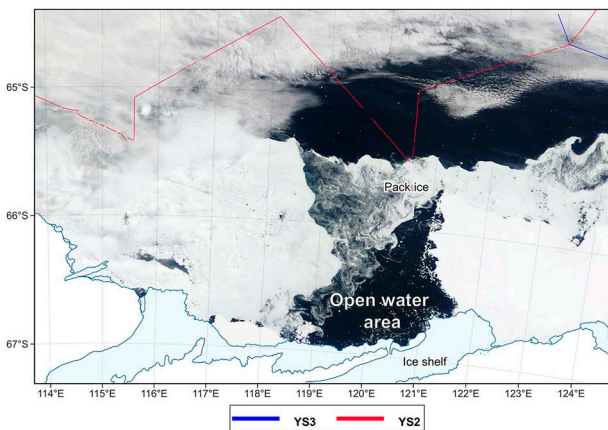 65°S
66°S
67°S
Pack ice
Open water
area
Ice shelf
114°E 115°E 116°E 117°E 118°E 119°E 120°E 121°E 122°E 123°E 124°E
YS3 YS2